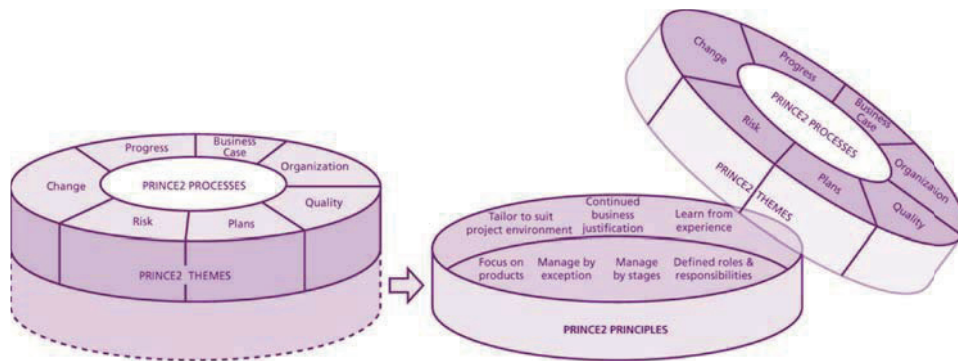 Progress
Business
Case
Organization
Change
PRINCE2 PROCESSES
Quality
Risk
Plans
PRINCE2 THEMES
Change
Progress
Business
Case
PRINCE2 PROCESSES
Organization
Risk
Plans
Quality
PRINCE2 THEMES
Tailor to suit
project environment
Continued
business
justification
Learn from
experience
Focus on
products
Manage by
exception
Manage
by stages
Defined roles &
responsibilities
PRINCE2 PRINCIPLES